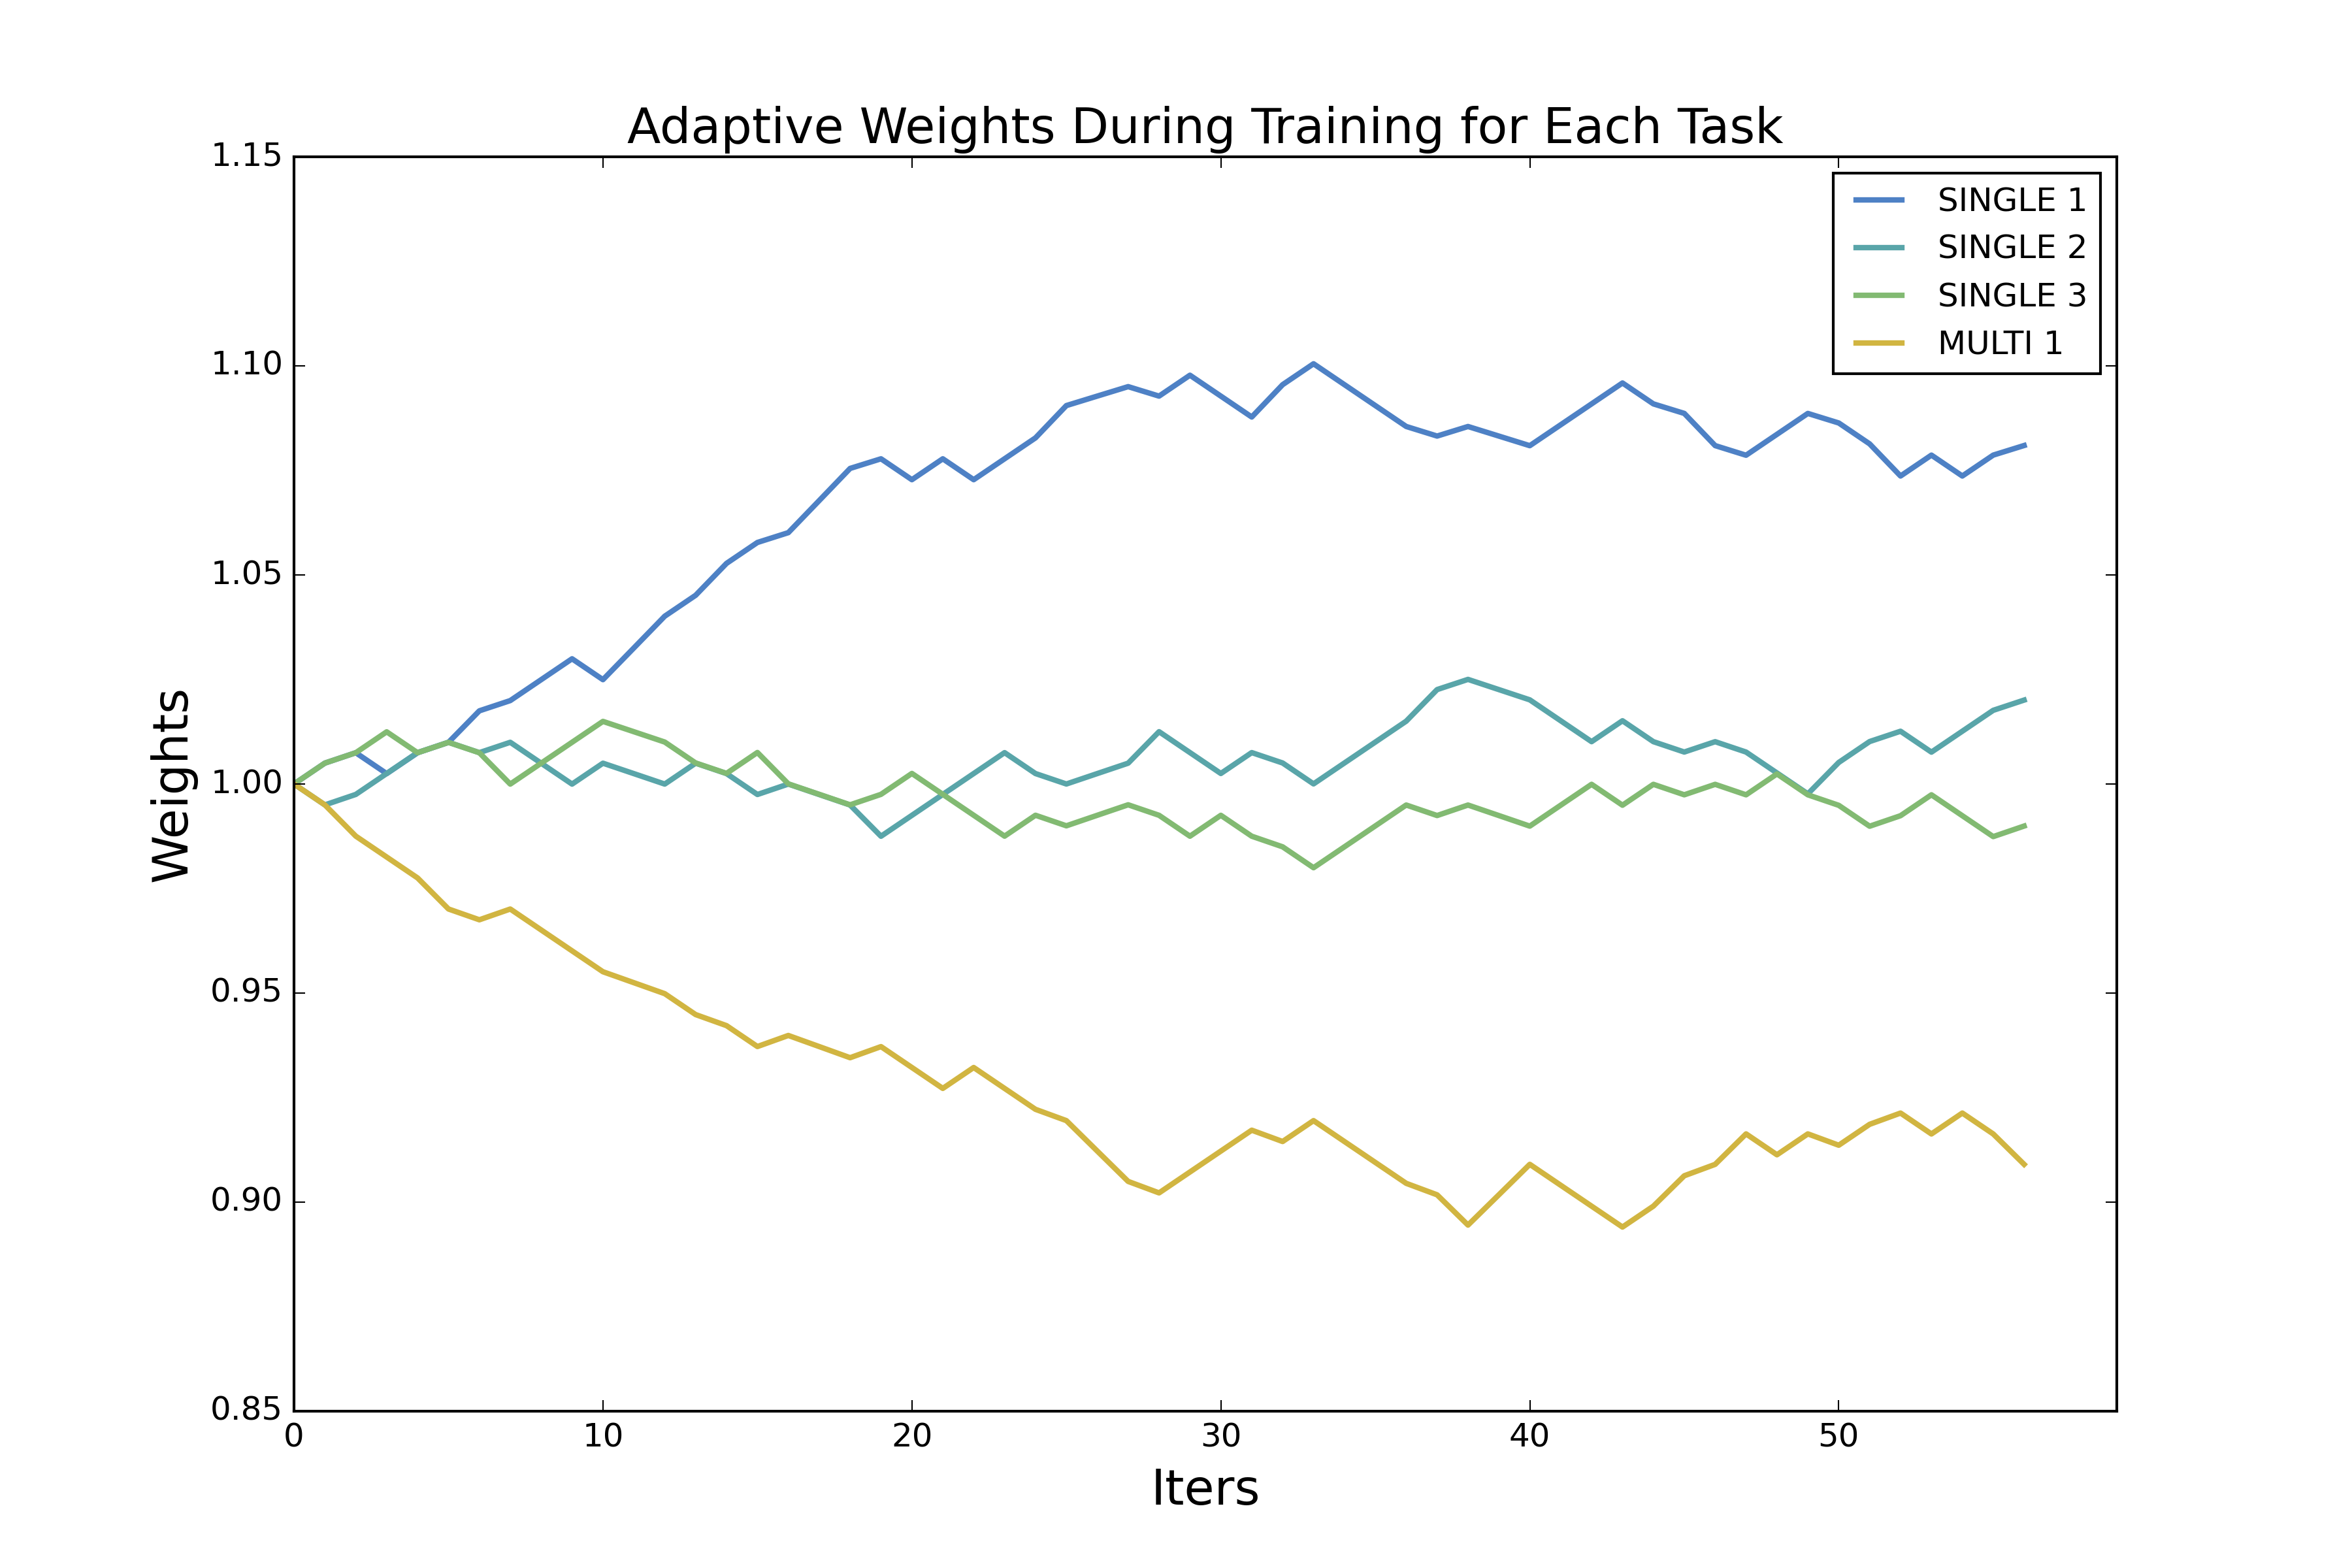 Adaptive Weights During Training for Each Task
1.15
1.10
1.05
1.00
0.95
0.90
0.85
Weights
SINGLE 1
SINGLE 2
SINGLE 3
MULTI 1
0 10 20 30 40 50
Iters